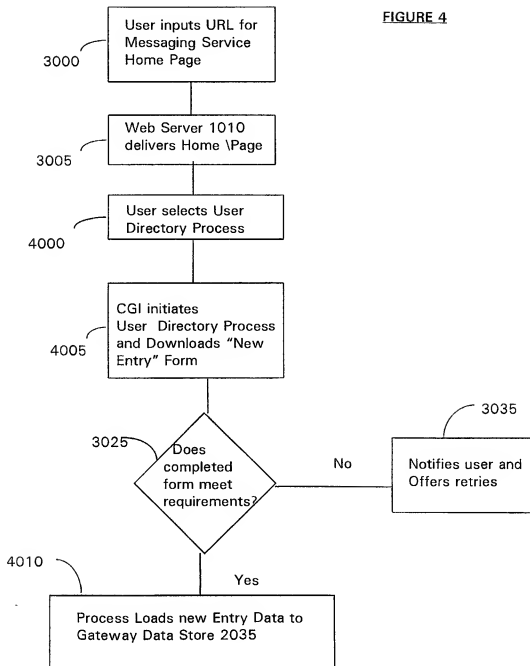 FIGURE 4
User inputs URL for
Messaging Service
Home Page
3000
Web Server 1010
delivers Home \Page
3005
User selects User
Directory Process
4000
CGI initiates
User Directory Process
and Downloads “New
Entry” Form
4005
3025
Does
completed
form meet
requirements?
No
3035
Notifies user and
Offers retries
Yes
4010
Process Loads new Entry Data to
Gateway Data Store 2035